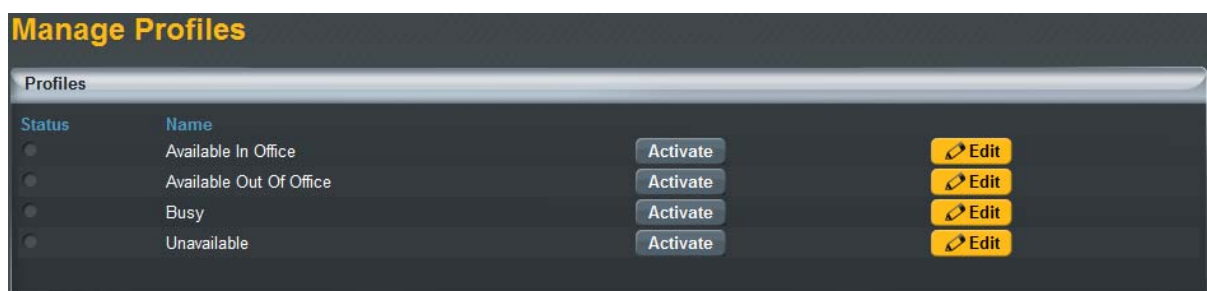 Manage Profiles
Profiles
Status Name
Available In Office Activate Edit
Available Out Of Office Activate Edit
Busy Activate Edit
Unavailable Activate Edit